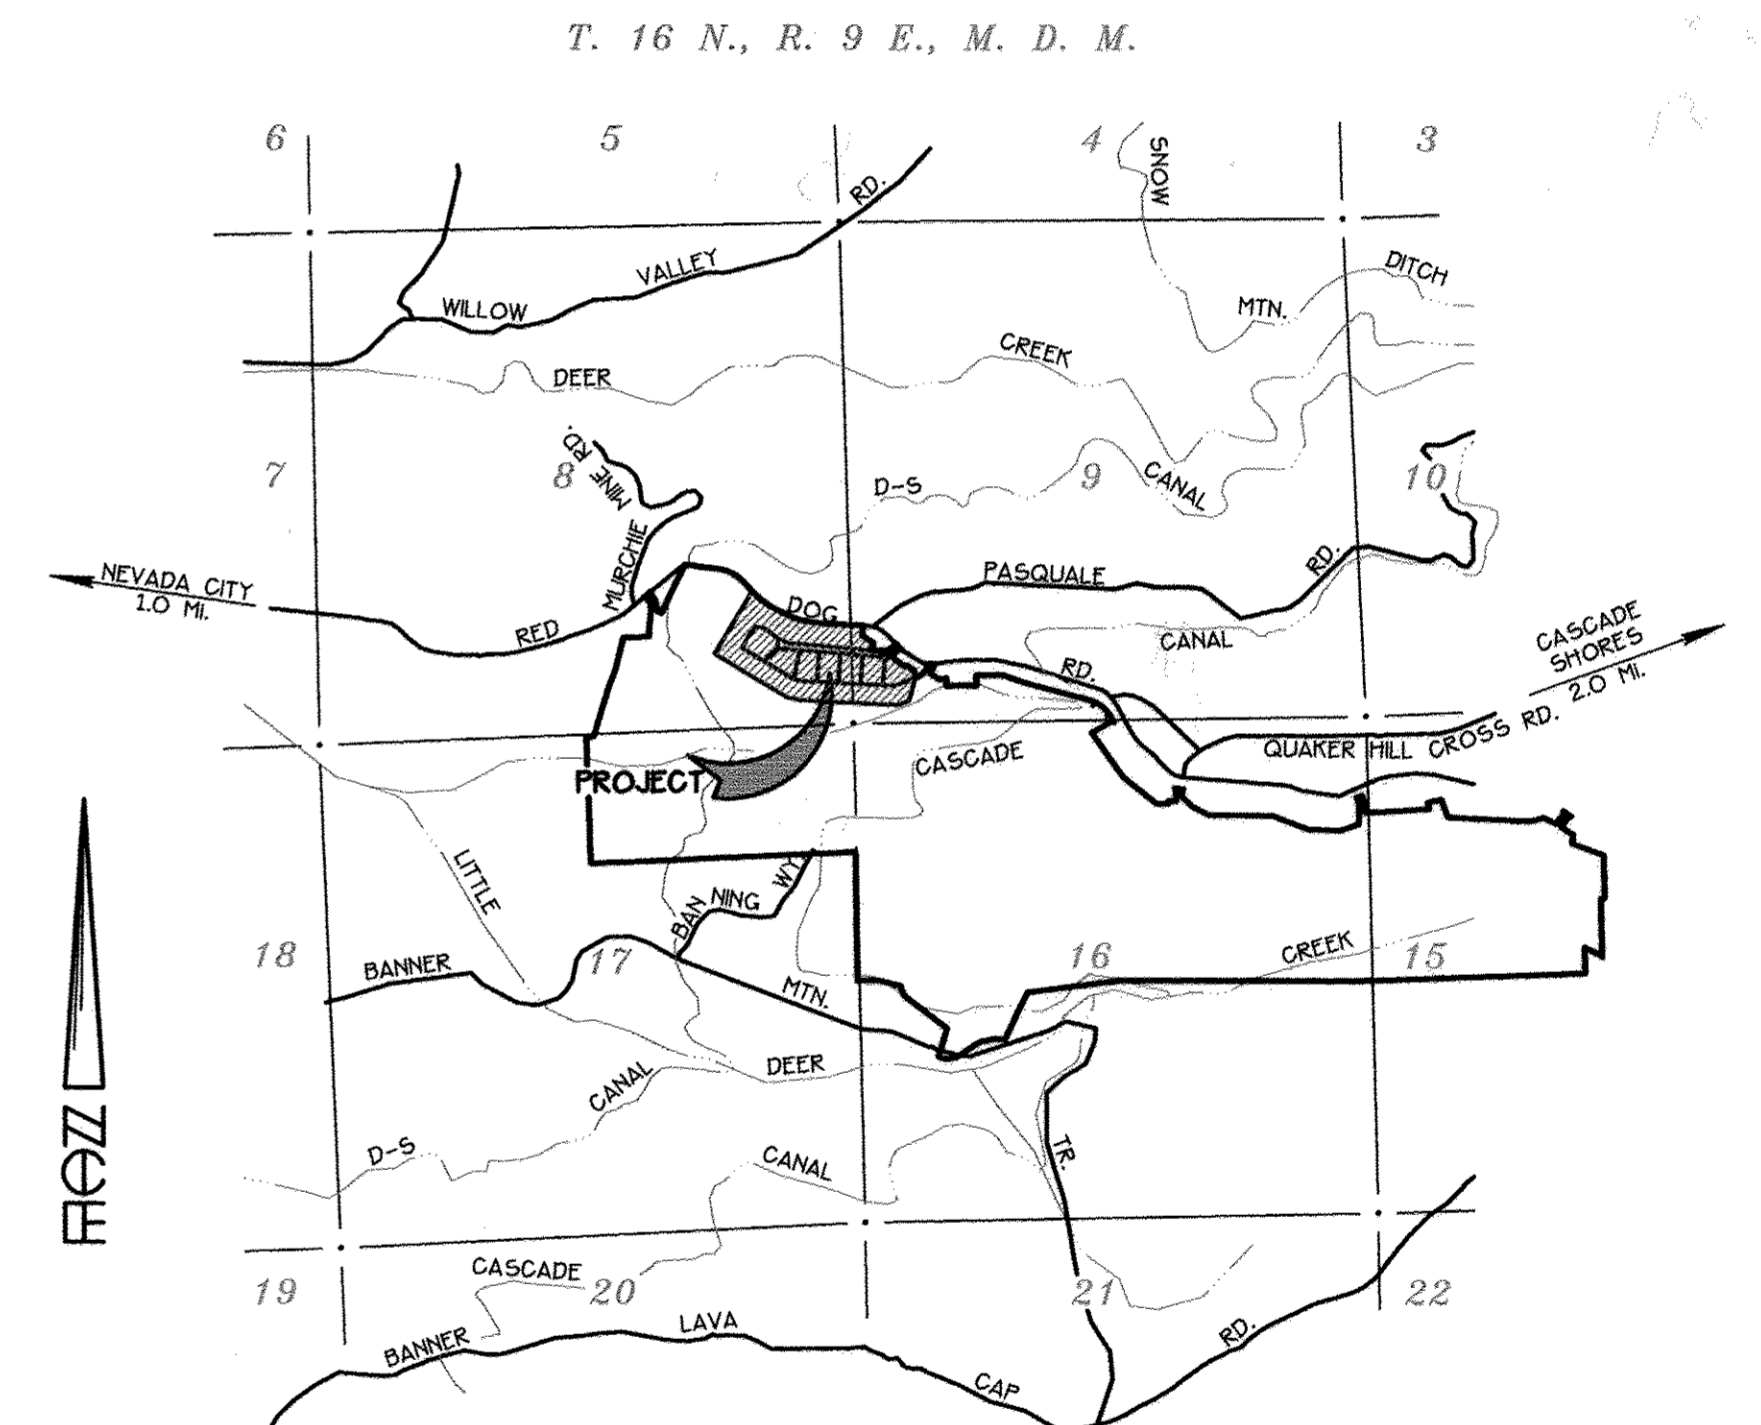 T. 16 N., R. 9 E., M. D. M.
6 5 4 3
SNOW
RD.
VALLEY
DITCH
WILLOW
MTN.
CREEK
DEER
MINE RD.
7 8 9 10
D-S
CANAL
MURCHIE
NEVADA CITY
1.0 MI.
PASQUALE
RD.
DOG
RED
CANAL
CASCADE
SHORES
2.0 MI.
RD.
QUAKER HILL CROSS RD.
CASCADE
PROJECT
LITTLE
BANNING WY
18 17 16 15
BANNER
CREEK
MTN.
DEER
CANAL
D-S
TR.
CANAL
CASCADE
19 20 21 22
LAVA
BANNER
RD.
CAP